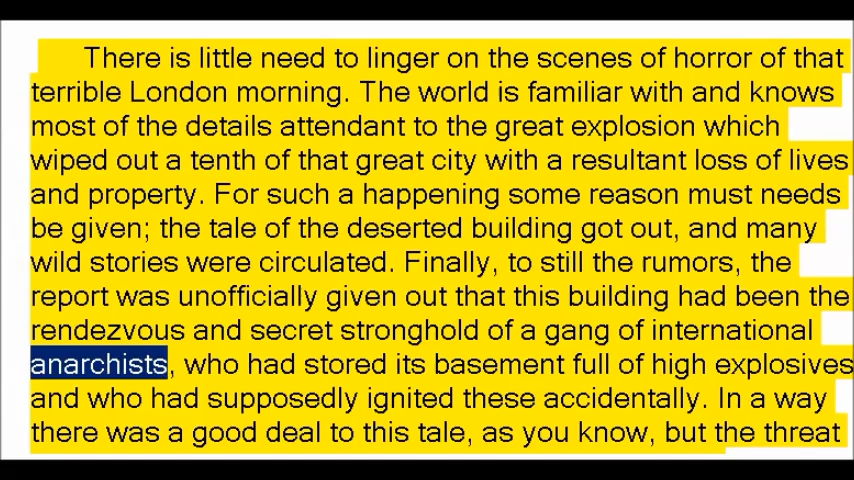 There is little need to linger on the scenes of horror of that
terrible London morning. The world is familiar with and knows
most of the details attendant to the great explosion which
wiped out a tenth of that great city with a resultant loss of lives
and property. For such a happening some reason must needs
be given; the tale of the deserted building got out, and many
wild stories were circulated. Finally, to still the rumors, the
report was unofficially given out that this building had been the
rendezvous and secret stronghold of a gang of international
anarchists, who had stored its basement full of high explosives
and who had supposedly ignited these accidentally. In a way
there was a good deal to this tale, as you know, but the threat